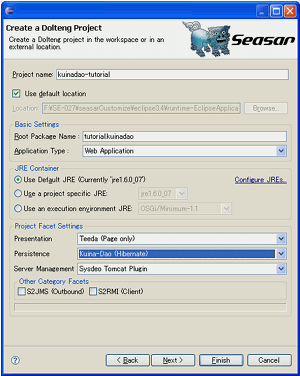 Create a Dolteng Project
Create a Dolteng project in the workspace or in an
external location.
Seasar
Project name: kuinadao-tutorial
Use default location
Location: F:¥SE-027¥seasarCustomize¥eclipse3.4¥runtime-EclipseApplica Browse...
Basic Settings
Root Package Name : tutorial.kuinadao
Application Type : Web Application
JRE Container
Use Default JRE (Currently 'jre1.6.0_07') Configure JREs...
Use a project specific JRE: jre1.6.0_07
Use an execution environment JRE: OSGi/Minimum-1.1
Project Facet Settings
Presentation Teeda (Page only)
Persistence Kuina-Dao (Hibernate)
Server Management Sysdeo Tomcat Plugin
Other Category Facets
S2JMS (Outbound) S2RMI (Client)
? < Back Next > Finish Cancel